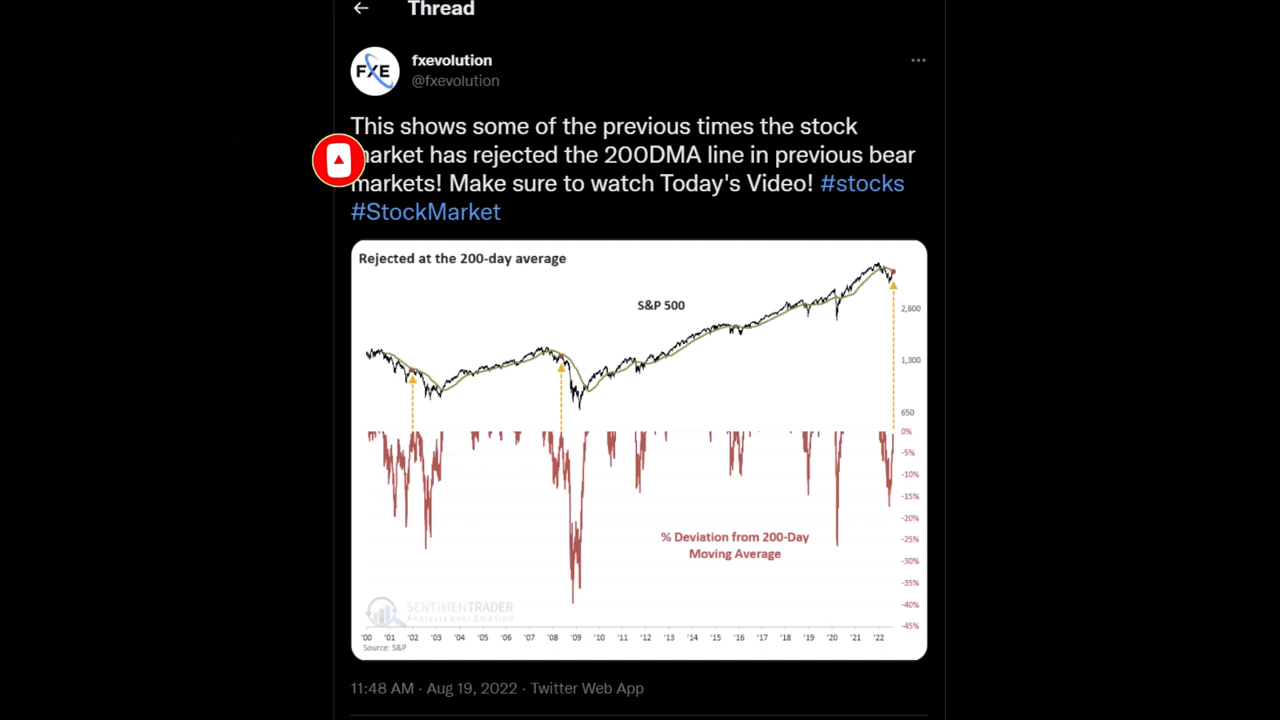 Thread
FXE
fxevolution
@fxevolution
This shows some of the previous times the stock
market has rejected the 200DMA line in previous bear
markets! Make sure to watch Today's Video! #stocks
#StockMarket
Rejected at the 200-day average
S&P 500
2,600
1,300
650
0%
-5%
-10%
-15%
-20%
-25%
-30%
-35%
-40%
-45%
% Deviation from 200-Day
Moving Average
SENTIMENTRADER
Analysis over Emotion
'00 '01 '02 '03 '04 '05 '06 '07 '08 '09 '10 '11 '12 '13 '14 '15 '16 '17 '18 '19 '20 '21 '22
Source: S&P
11:48 AM · Aug 19, 2022 · Twitter Web App